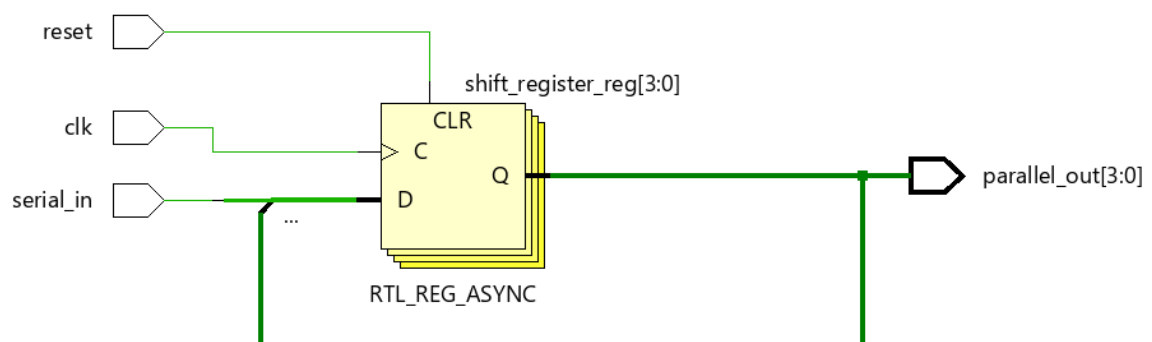 reset
shift_register_reg[3:0]
CLR
clk
C
Q
parallel_out[3:0]
serial_in
D
...
RTL_REG_ASYNC